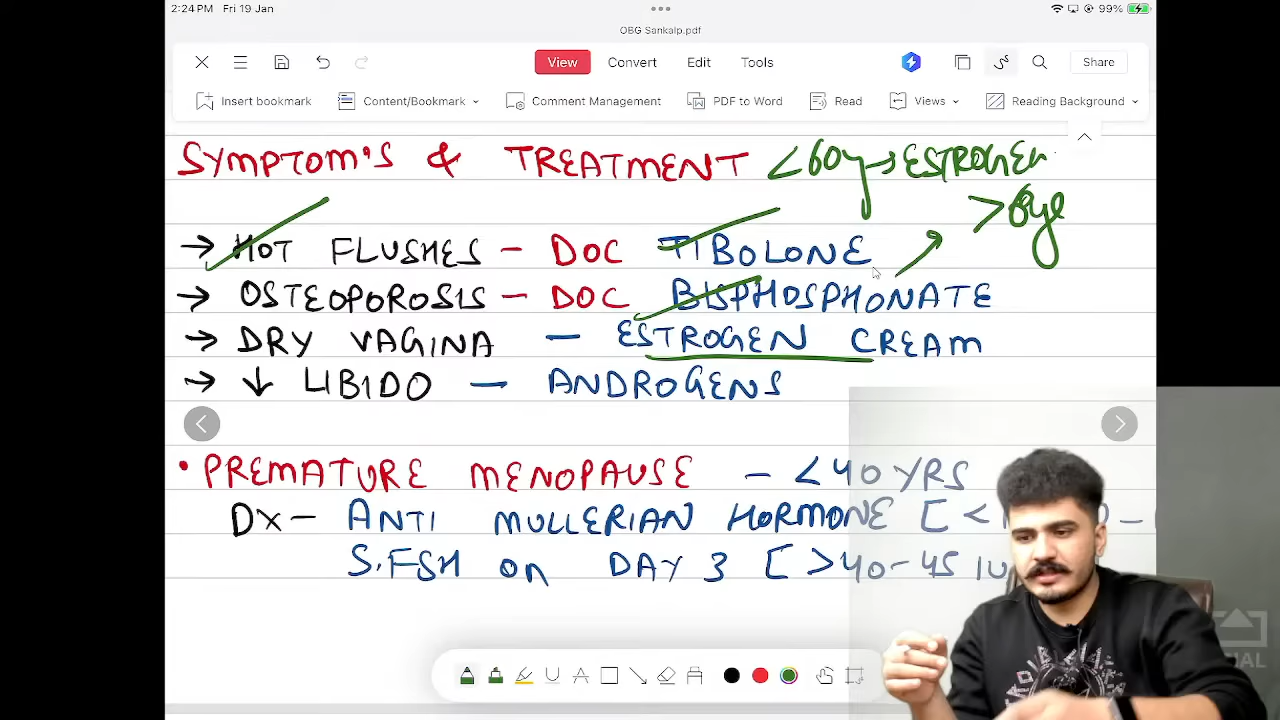 2:24 PM Fri 19 Jan
99%
OBG Sankalp.pdf
View Convert Edit Tools Share
Insert bookmark Content/Bookmark Comment Management PDF to Word Read Views Reading Background
SYMPTOM'S & TREATMENT <60y → ESTROGEN
>60y
→ HOT FLUSHES - DOC TIBOLONE
→ OSTEOPOROSIS - DOC BISPHOSPHONATE
→ DRY VAGINA - ESTROGEN CREAM
→ ↓ LIBIDO - ANDROGENS
• PREMATURE MENOPAUSE - <40 YRS
DX - ANTI MULLERIAN HORMONE [<
S.FSH on DAY 3 [>40-45 IU